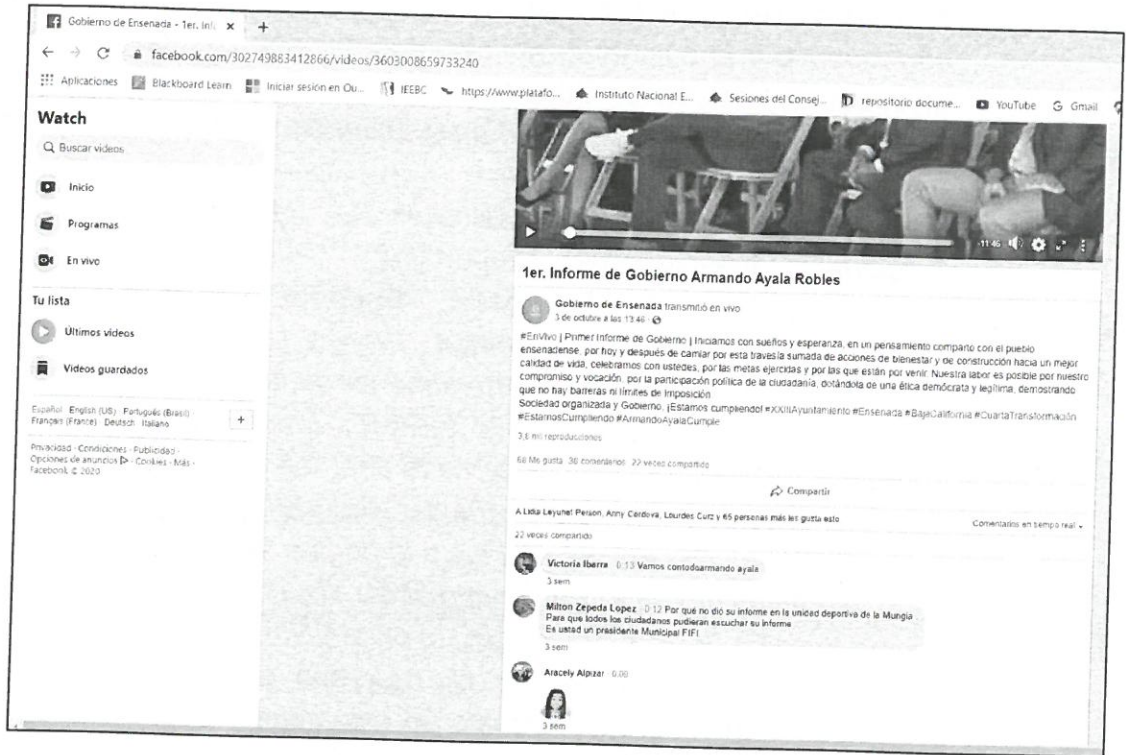 Gobierno de Ensenada - 1er. Inf
facebook.com/302749883412866/videos/3603008659733240
Aplicaciones Blackboard Learn Iniciar sesión en Ou... IEEBC https://www.platafo... Instituto Nacional E... Sesiones del Consej... repositorio docume... YouTube Gmail
Watch
Buscar videos
Inicio
Programas
En vivo
Tu lista
Últimos videos
Videos guardados
Español · English (US) · Português (Brasil) ·
Français (France) · Deutsch · Italiano
Privacidad · Condiciones · Publicidad ·
Opciones de anuncios · Cookies · Más ·
Facebook © 2020
-11:46
1er. Informe de Gobierno Armando Ayala Robles
Gobierno de Ensenada transmitió en vivo
3 de octubre a las 13:46 ·
#EnVivo | Primer Informe de Gobierno | Iniciamos con sueños y esperanza, en un pensamiento comparto con el pueblo
ensenadense, por hoy y después de camiar por esta travesía sumada de acciones de bienestar y de construcción hacia un mejor
calidad de vida, celebramos con ustedes, por las metas ejercidas y por las que están por venir. Nuestra labor es posible por nuestro
compromiso y vocación, por la participación política de la ciudadanía, dotándola de una ética demócrata y legítima, demostrando
que no hay barreras ni límites de Imposición
Sociedad organizada y Gobierno, ¡Estamos cumpliendo! #XXIIIAyuntamiento #Ensenada #BajaCalifornia #CuartaTransformación
#EstamosCumpliendo #ArmandoAyalaCumple
3,6 mil reproducciones
68 Me gusta 30 comentarios 22 veces compartido
Compartir
A Lidia Layunet Person, Anny Cerdova, Lourdes Curz y 65 personas más les gusta esto
Comentarios en tiempo real
22 veces compartido
Victoria Ibarra · 0:13 Vamos contodoarmando ayala
3 sem
Milton Zepeda Lopez · 0:12 Por qué no dió su informe en la unidad deportiva de la Mungia
Para que todos los ciudadanos pudieran escuchar su informe
Es usted un presidente Municipal FIFI
3 sem
Aracely Alpizar · 0:00
3 sem